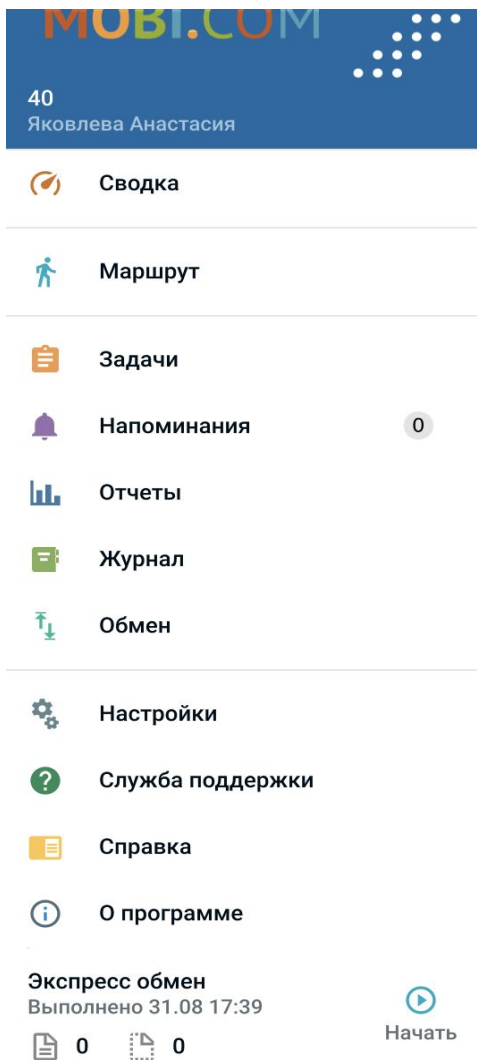 MOBI.COM
40
Яковлева Анастасия
Сводка
Маршрут
Задачи
Напоминания 0
Отчеты
Журнал
Обмен
Настройки
Служба поддержки
Справка
О программе
Экспресс обмен
Выполнено 31.08 17:39
0 0
Начать